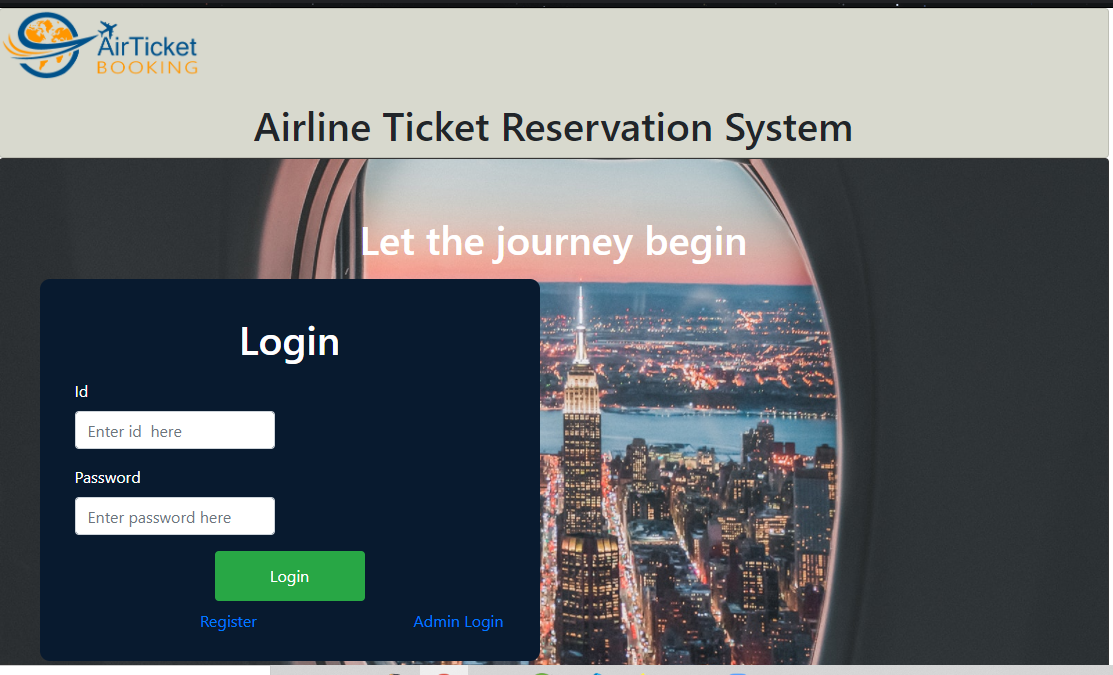 AirTicket
BOOKING
Airline Ticket Reservation System
Let the journey begin
Login
Id
Enter id  here
Password
Enter password here
Login
Register
Admin Login